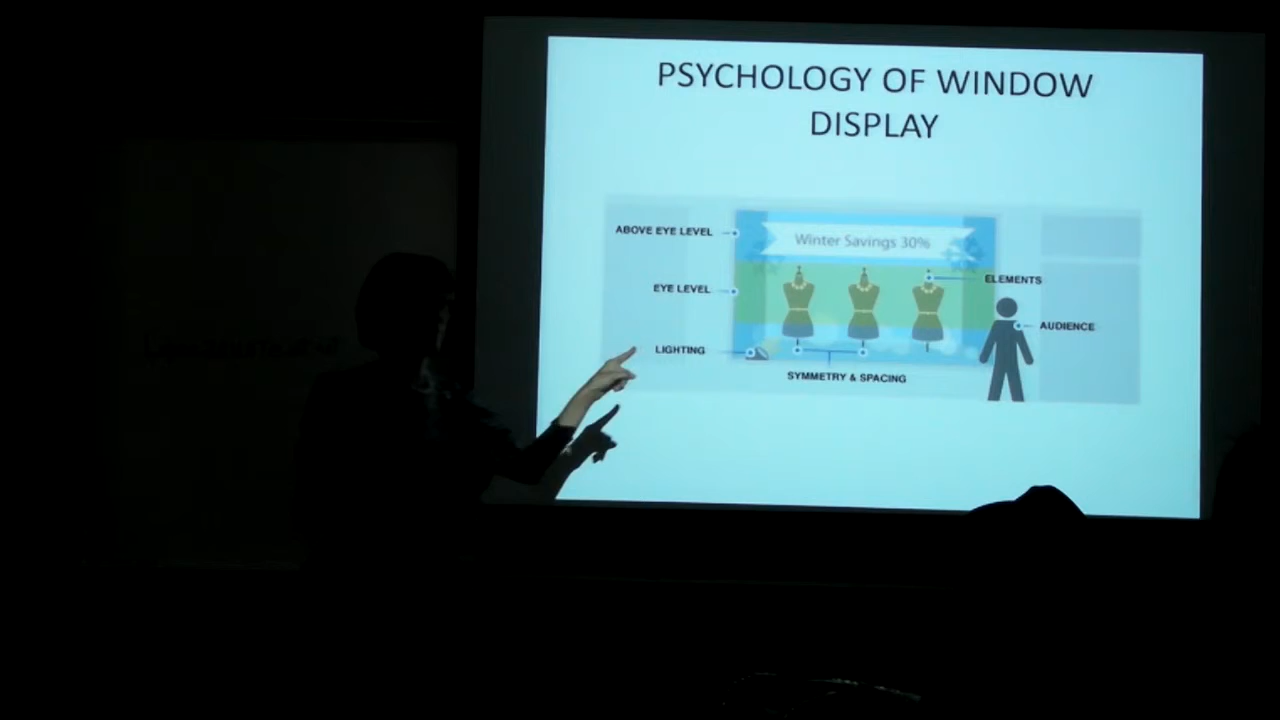 PSYCHOLOGY OF WINDOW
DISPLAY
ABOVE EYE LEVEL
Winter Savings 30%
EYE LEVEL
ELEMENTS
AUDIENCE
LIGHTING
SYMMETRY & SPACING